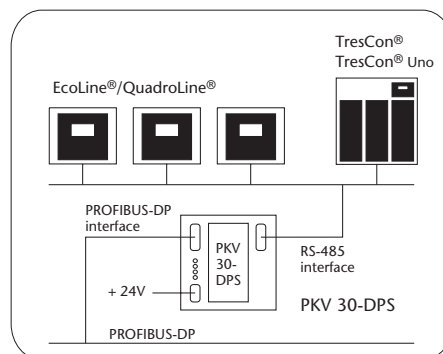 TresCon®
TresCon® Uno
EcoLine®/QuadroLine®
PROFIBUS-DP
interface
PKV
30-
DPS
RS-485
interface
+ 24V
PKV 30-DPS
PROFIBUS-DP